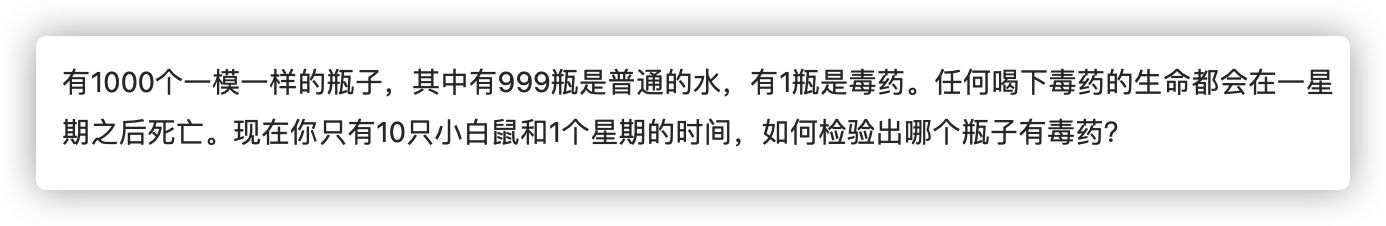 有1000个一模一样的瓶子，其中有999瓶是普通的水，有1瓶是毒药。任何喝下毒药的生命都会在一星
期之后死亡。现在你只有10只小白鼠和1个星期的时间，如何检验出哪个瓶子有毒药？